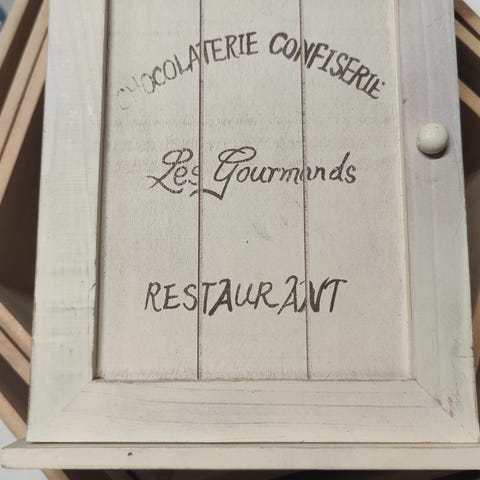 CHOCOLATERIE CONFISERIE
Les Gourmands
RESTAURANT